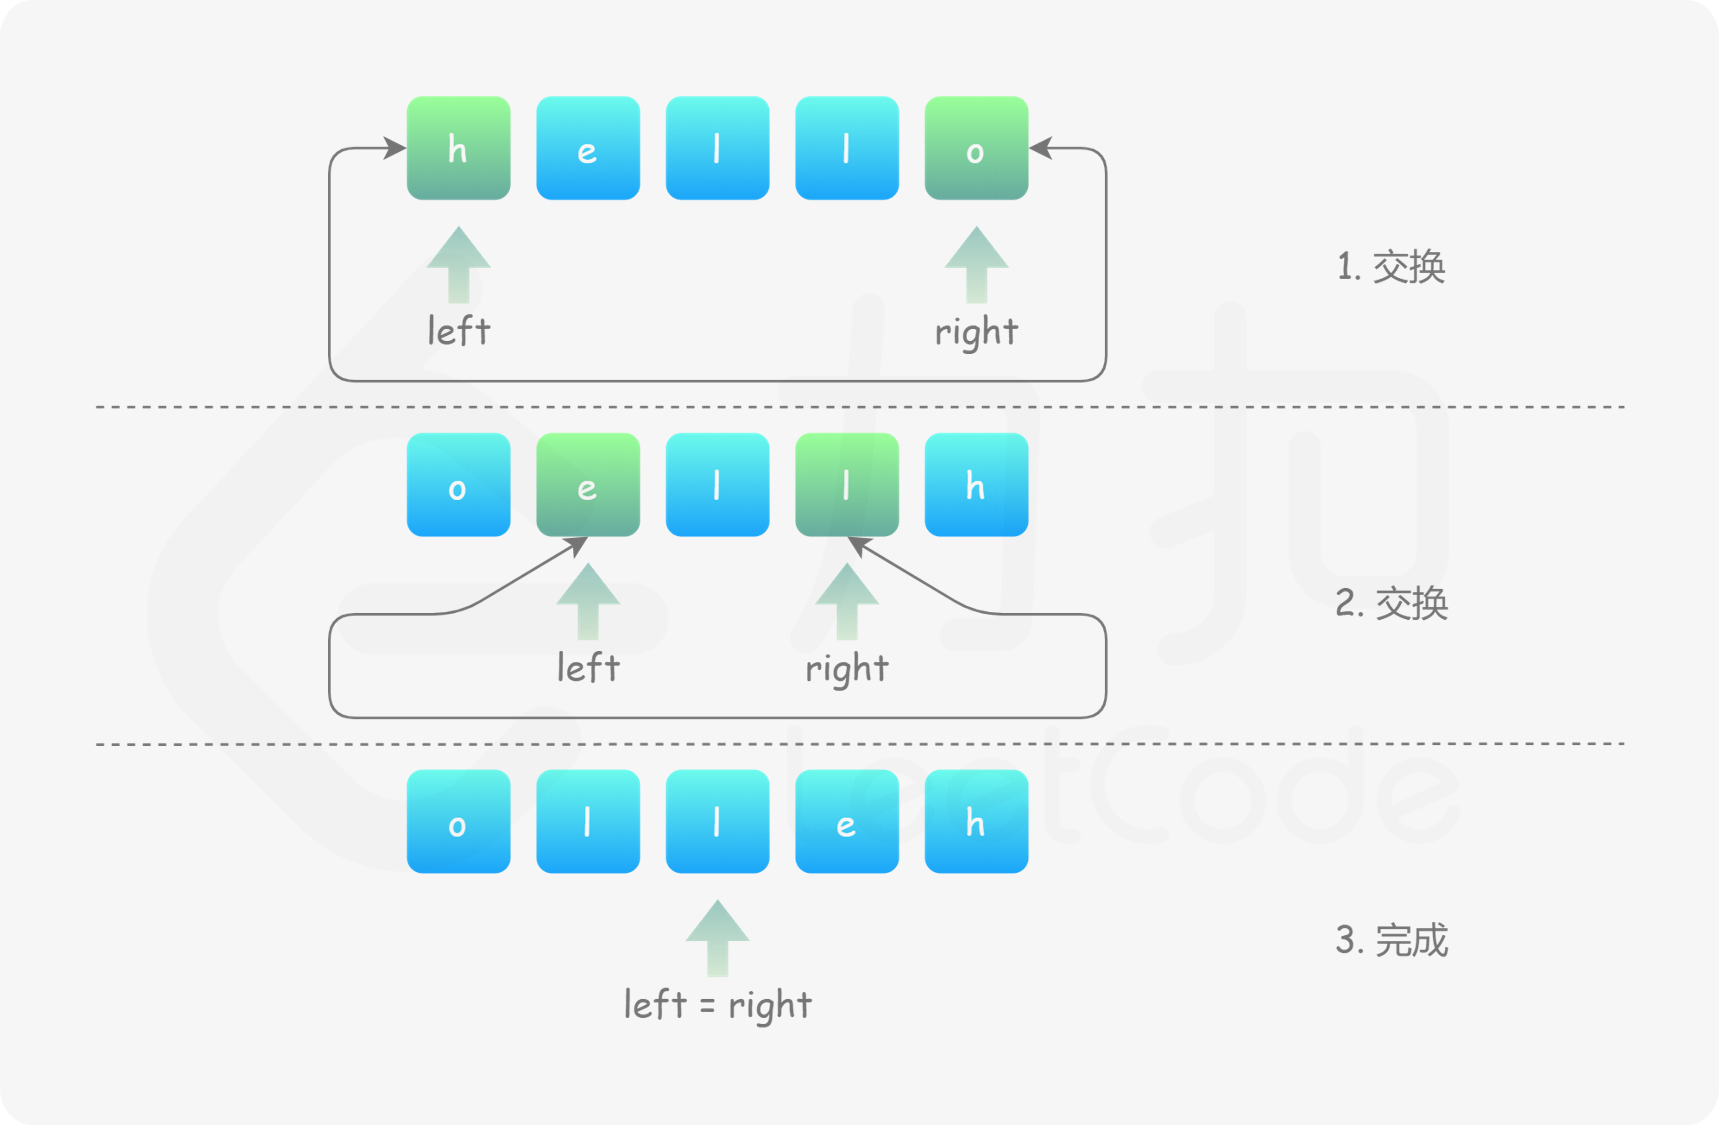 h e l l o
left right
1. 交换
o e l l h
left right
2. 交换
o l l e h
left = right
3. 完成
力扣
LeetCode